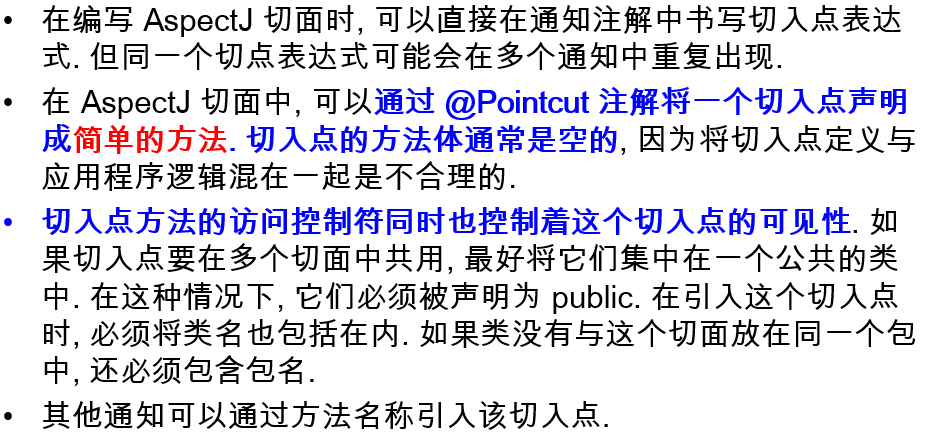 • 在编写 AspectJ 切面时, 可以直接在通知注解中书写切入点表达
式. 但同一个切点表达式可能会在多个通知中重复出现.
• 在 AspectJ 切面中, 可以通过 @Pointcut 注解将一个切入点声明
成简单的方法. 切入点的方法体通常是空的, 因为将切入点定义与
应用程序逻辑混在一起是不合理的.
• 切入点方法的访问控制符同时也控制着这个切入点的可见性. 如
果切入点要在多个切面中共用, 最好将它们集中在一个公共的类
中. 在这种情况下, 它们必须被声明为 public. 在引入这个切入点
时, 必须将类名也包括在内. 如果类没有与这个切面放在同一个包
中, 还必须包含包名.
• 其他通知可以通过方法名称引入该切入点.